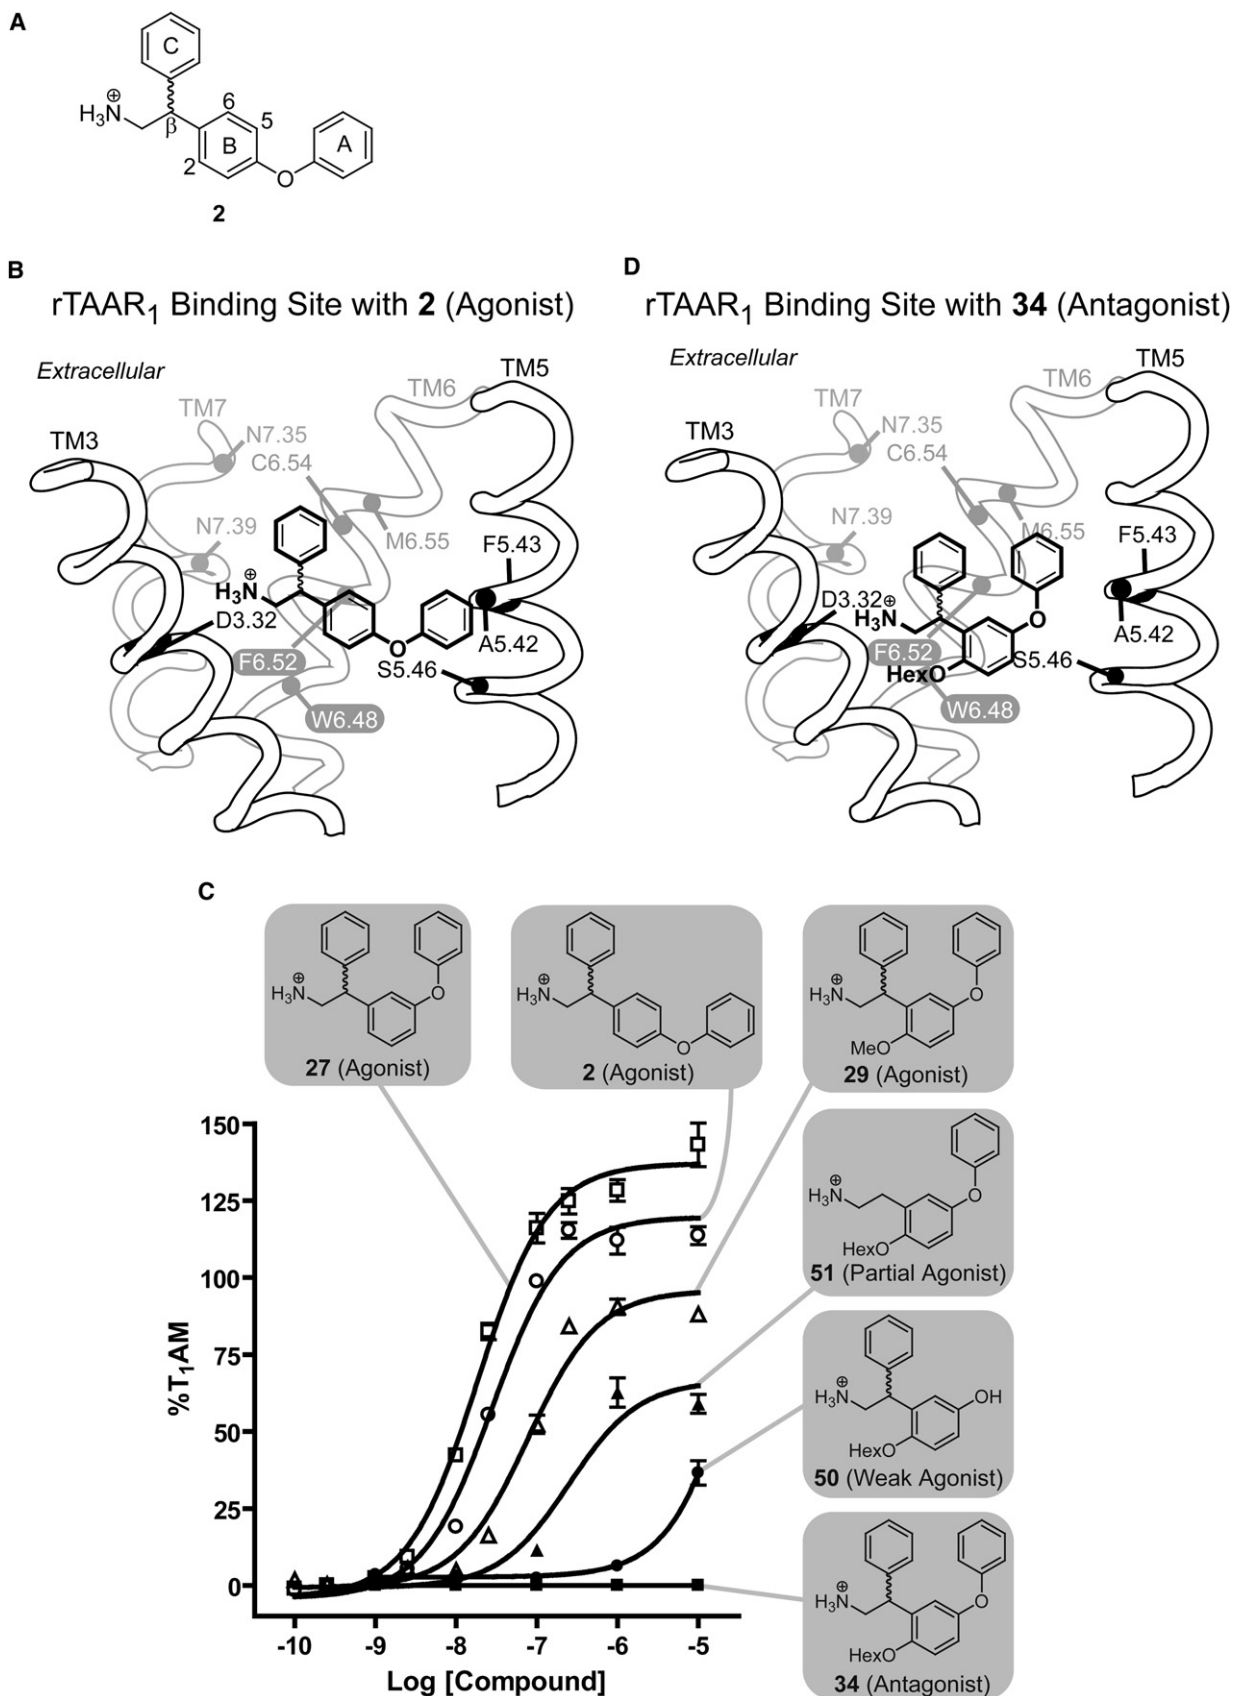 A
C
⊕
H₃N
β
6
5
2
B
A
O
2
B
rTAAR₁ Binding Site with 2 (Agonist)
Extracellular
TM7
TM6
TM5
TM3
N7.35
C6.54
N7.39
M6.55
F5.43
⊕
H₃N
D3.32
O
A5.42
F6.52
S5.46
W6.48
D
rTAAR₁ Binding Site with 34 (Antagonist)
Extracellular
TM7
TM6
TM5
TM3
N7.35
C6.54
N7.39
M6.55
F5.43
D3.32
⊕
H₃N
O
A5.42
F6.52
S5.46
HexO
W6.48
C
⊕
H₃N
O
27 (Agonist)
⊕
H₃N
O
2 (Agonist)
⊕
H₃N
O
MeO
29 (Agonist)
⊕
H₃N
O
HexO
51 (Partial Agonist)
⊕
H₃N
OH
HexO
50 (Weak Agonist)
⊕
H₃N
O
HexO
34 (Antagonist)
%T₁AM
150
125
100
75
50
25
0
-10 -9 -8 -7 -6 -5
Log [Compound]